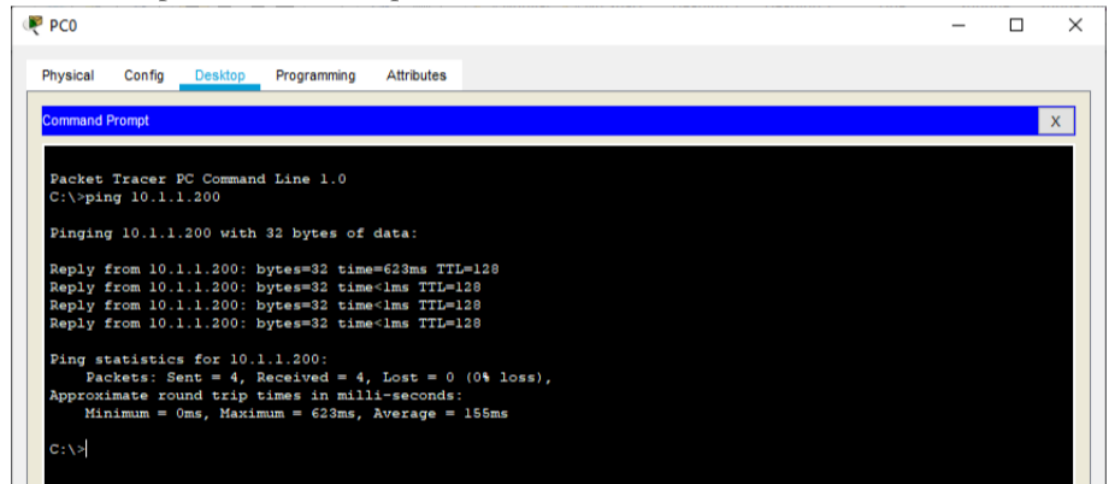 PC0
Physical Config Desktop Programming Attributes
Command Prompt
X
Packet Tracer PC Command Line 1.0
C:\>ping 10.1.1.200
Pinging 10.1.1.200 with 32 bytes of data:
Reply from 10.1.1.200: bytes=32 time=623ms TTL=128
Reply from 10.1.1.200: bytes=32 time<1ms TTL=128
Reply from 10.1.1.200: bytes=32 time<1ms TTL=128
Reply from 10.1.1.200: bytes=32 time<1ms TTL=128
Ping statistics for 10.1.1.200:
Packets: Sent = 4, Received = 4, Lost = 0 (0% loss),
Approximate round trip times in milli-seconds:
Minimum = 0ms, Maximum = 623ms, Average = 155ms
C:\>